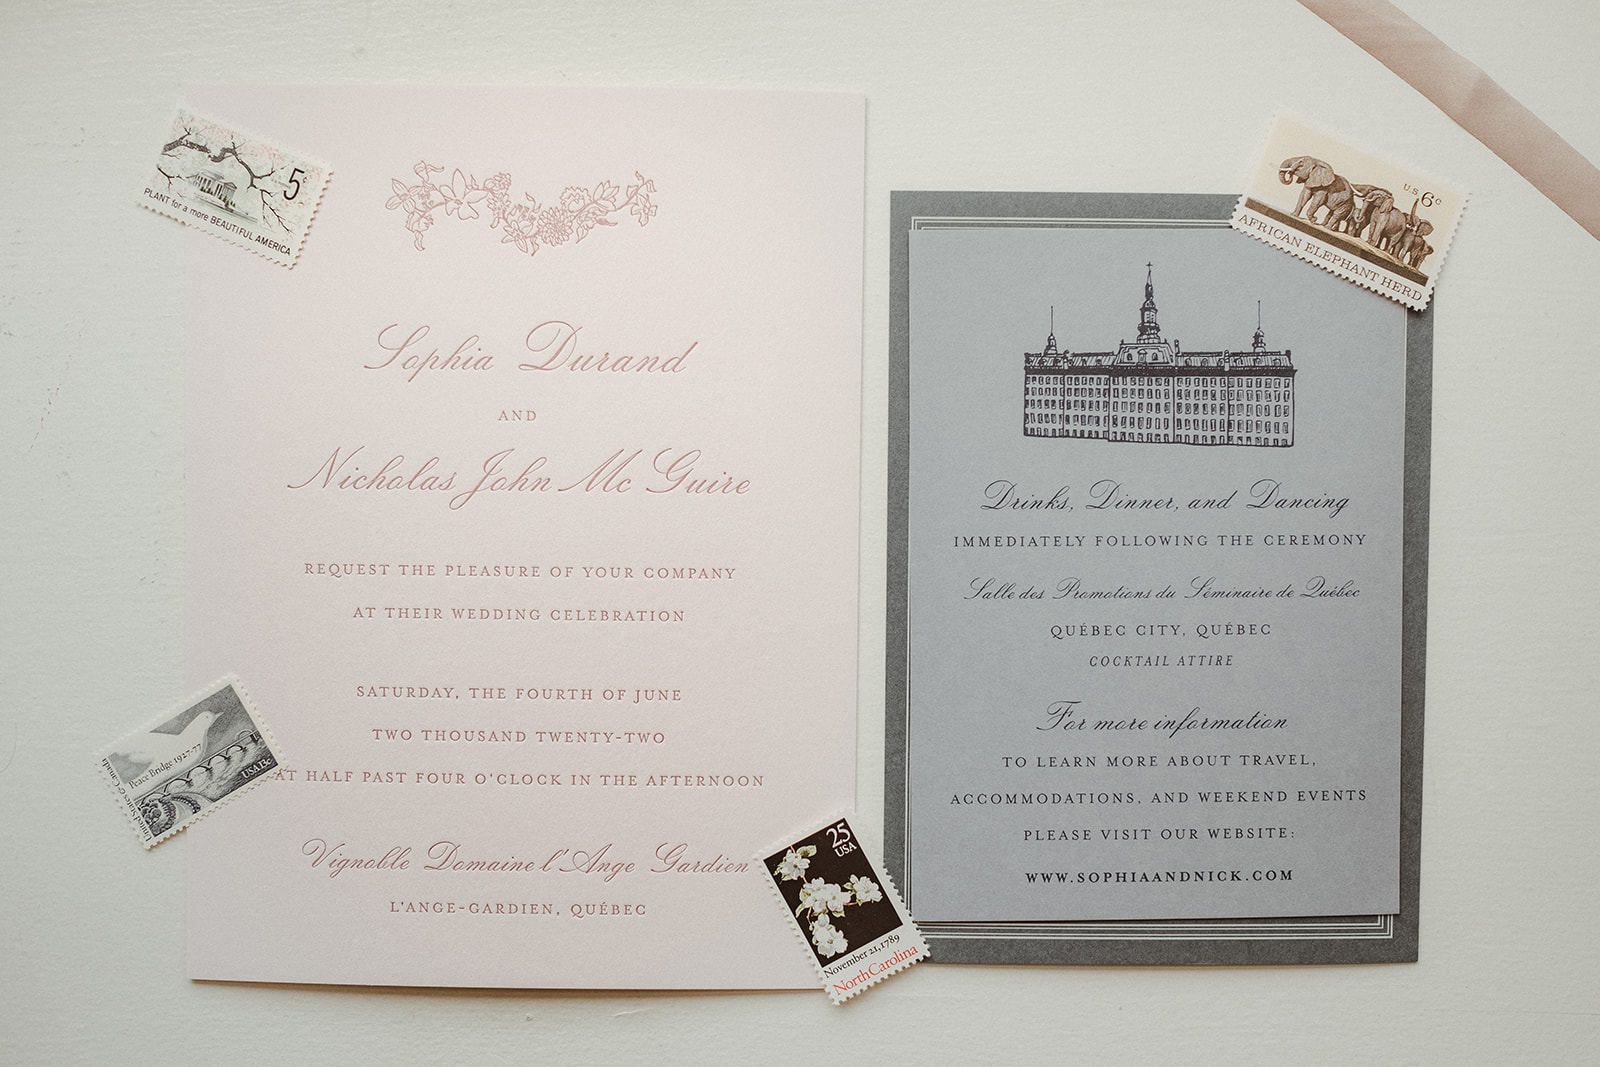 5c
PLANT for a more BEAUTIFUL AMERICA
Sophia Durand
AND
Nicholas John Mc Guire
REQUEST THE PLEASURE OF YOUR COMPANY
AT THEIR WEDDING CELEBRATION
SATURDAY, THE FOURTH OF JUNE
TWO THOUSAND TWENTY-TWO
AT HALF PAST FOUR O'CLOCK IN THE AFTERNOON
Vignoble Domaine l'Ange Gardien
L'ANGE-GARDIEN, QUÉBEC
United States & Canada
Peace Bridge 1927-77
USA 13c
25
USA
November 21, 1789
North Carolina
U.S. 6c
AFRICAN ELEPHANT HERD
Drinks, Dinner, and Dancing
IMMEDIATELY FOLLOWING THE CEREMONY
Salle des Promotions du Séminaire de Québec
QUÉBEC CITY, QUÉBEC
COCKTAIL ATTIRE
For more information
TO LEARN MORE ABOUT TRAVEL,
ACCOMMODATIONS, AND WEEKEND EVENTS
PLEASE VISIT OUR WEBSITE:
WWW.SOPHIAANDNICK.COM